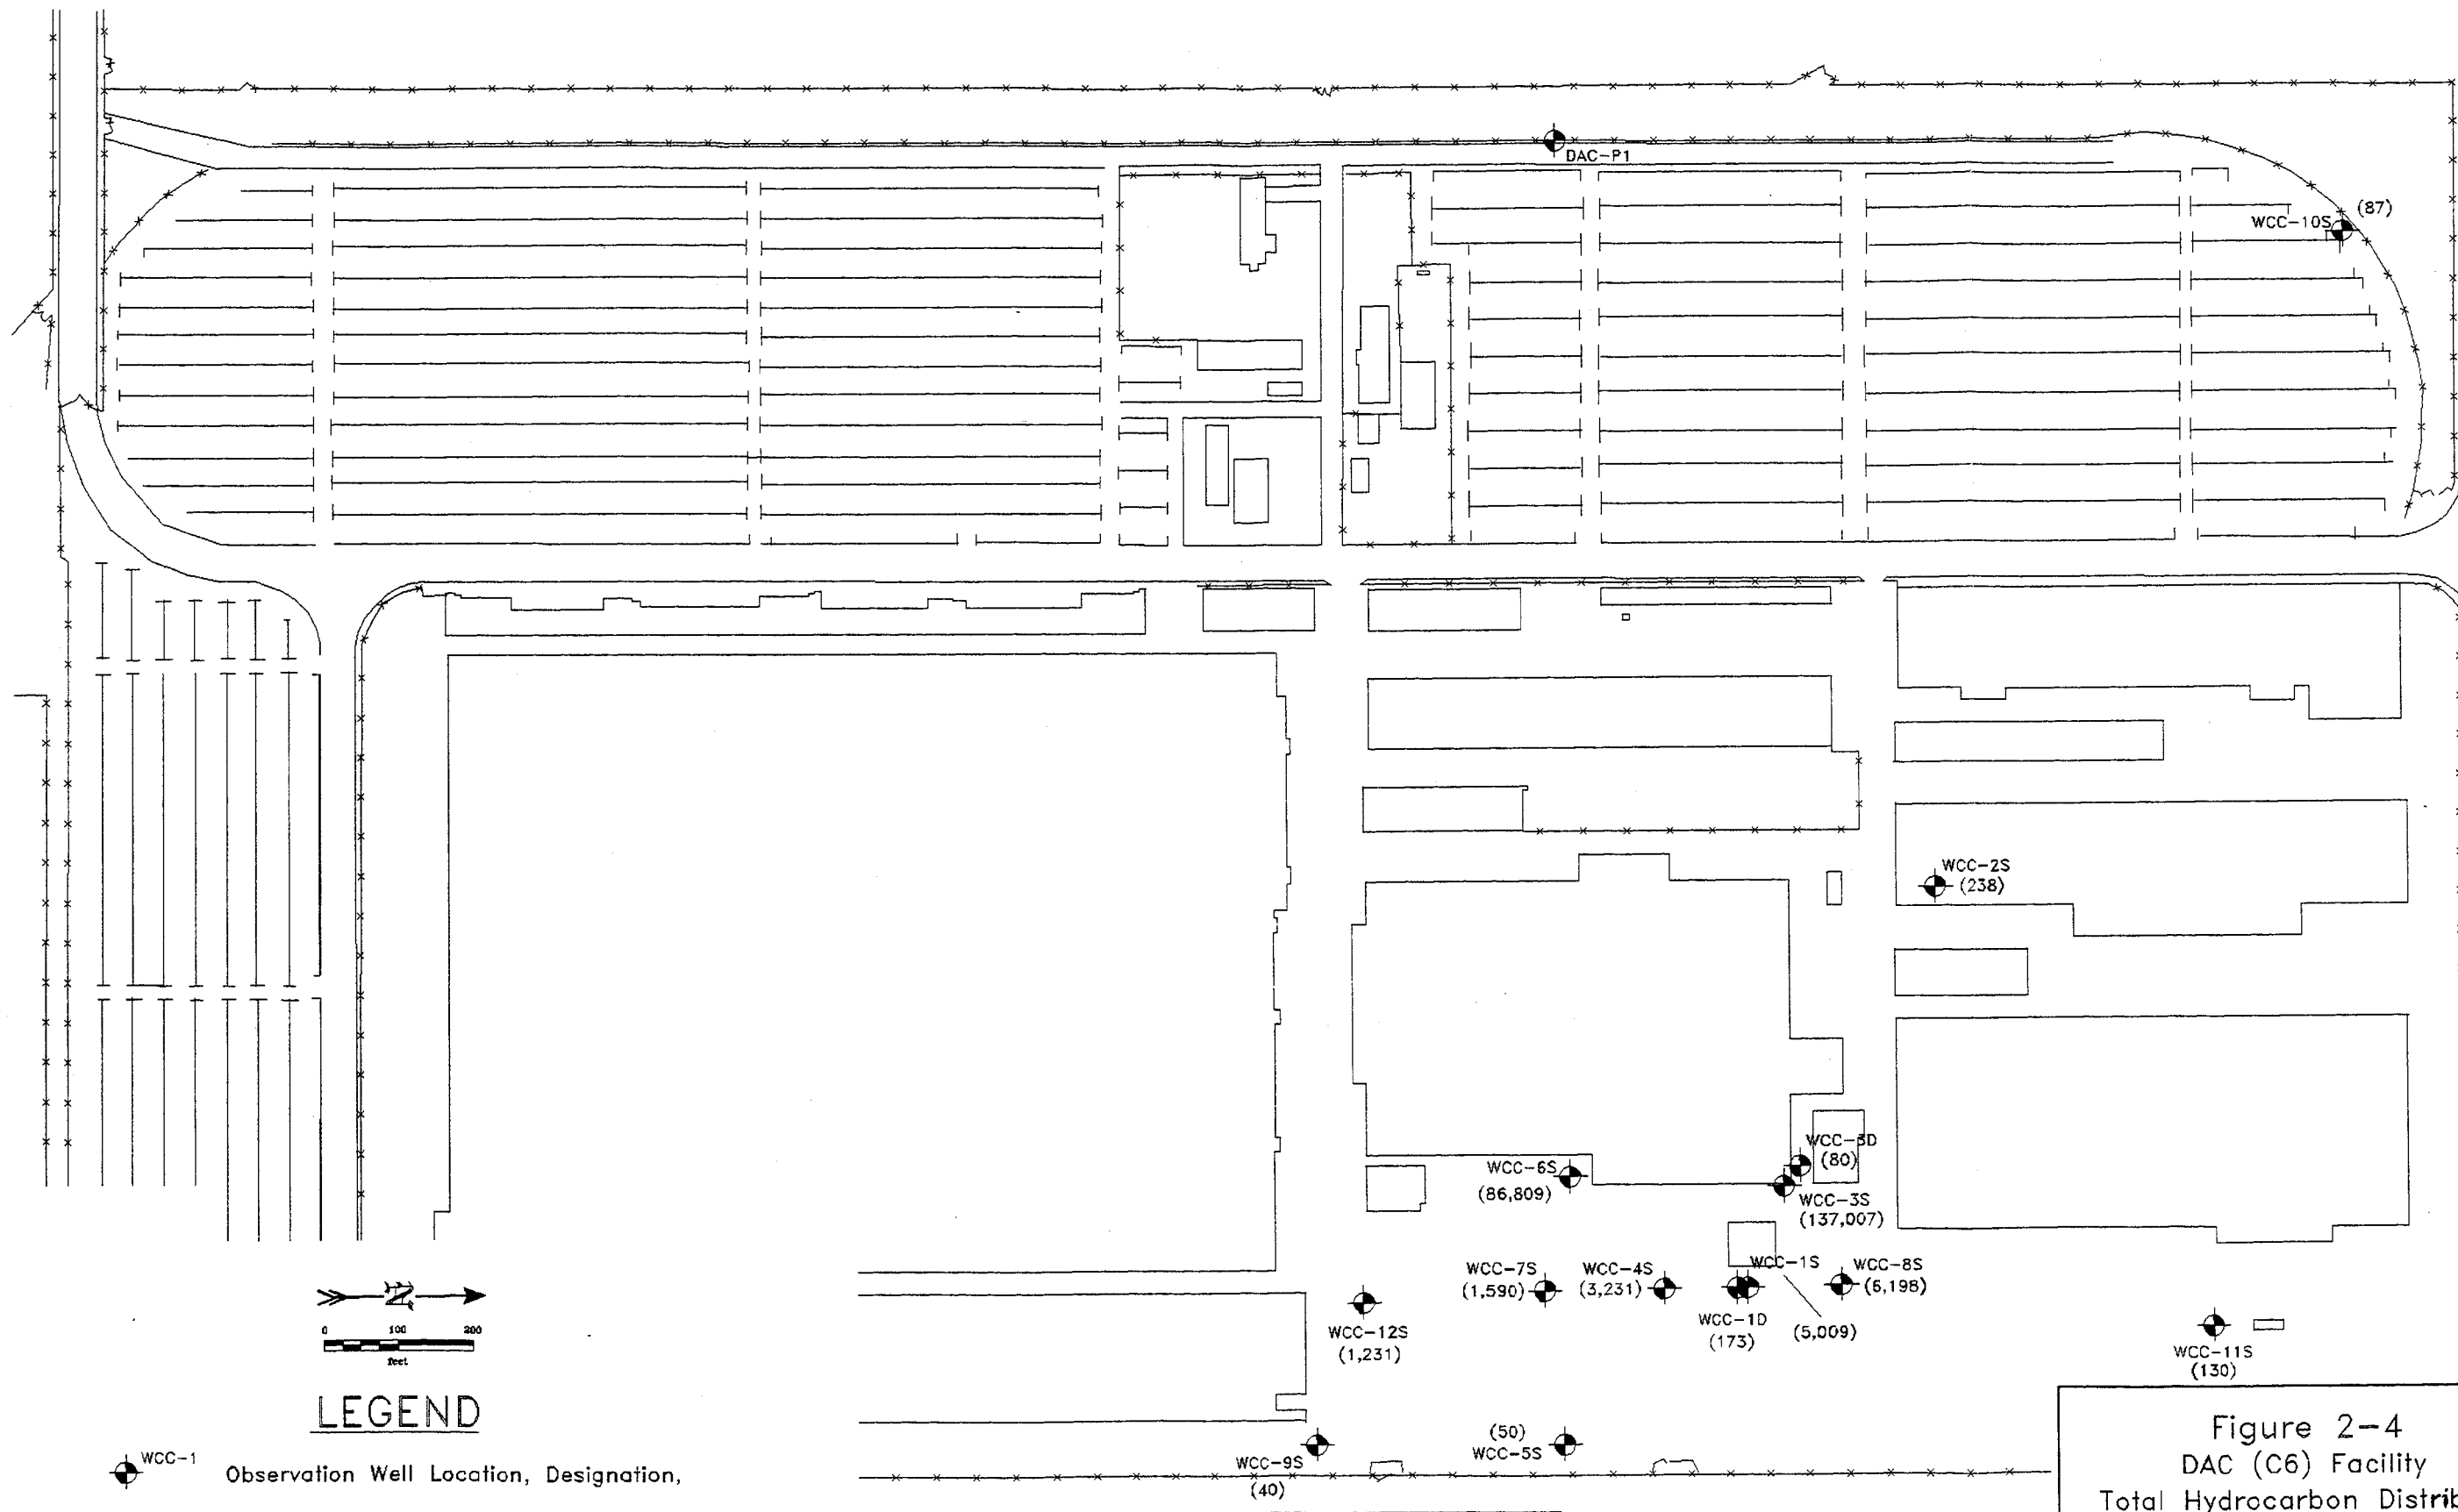 DAC-P1
(87)
WCC-10S
WCC-2S
(238)
WCC-3D
(80)
WCC-6S
(86,809)
WCC-3S
(137,007)
WCC-7S
(1,590)
WCC-4S
(3,231)
WCC-1S
(5,009)
WCC-8S
(6,198)
WCC-1D
(173)
WCC-12S
(1,231)
WCC-11S
(130)
(50)
WCC-5S
WCC-9S
(40)
N
0 100 200
feet
LEGEND
WCC-1
Observation Well Location, Designation,
Figure 2-4
DAC (C6) Facility
Total Hydrocarbon Distrib